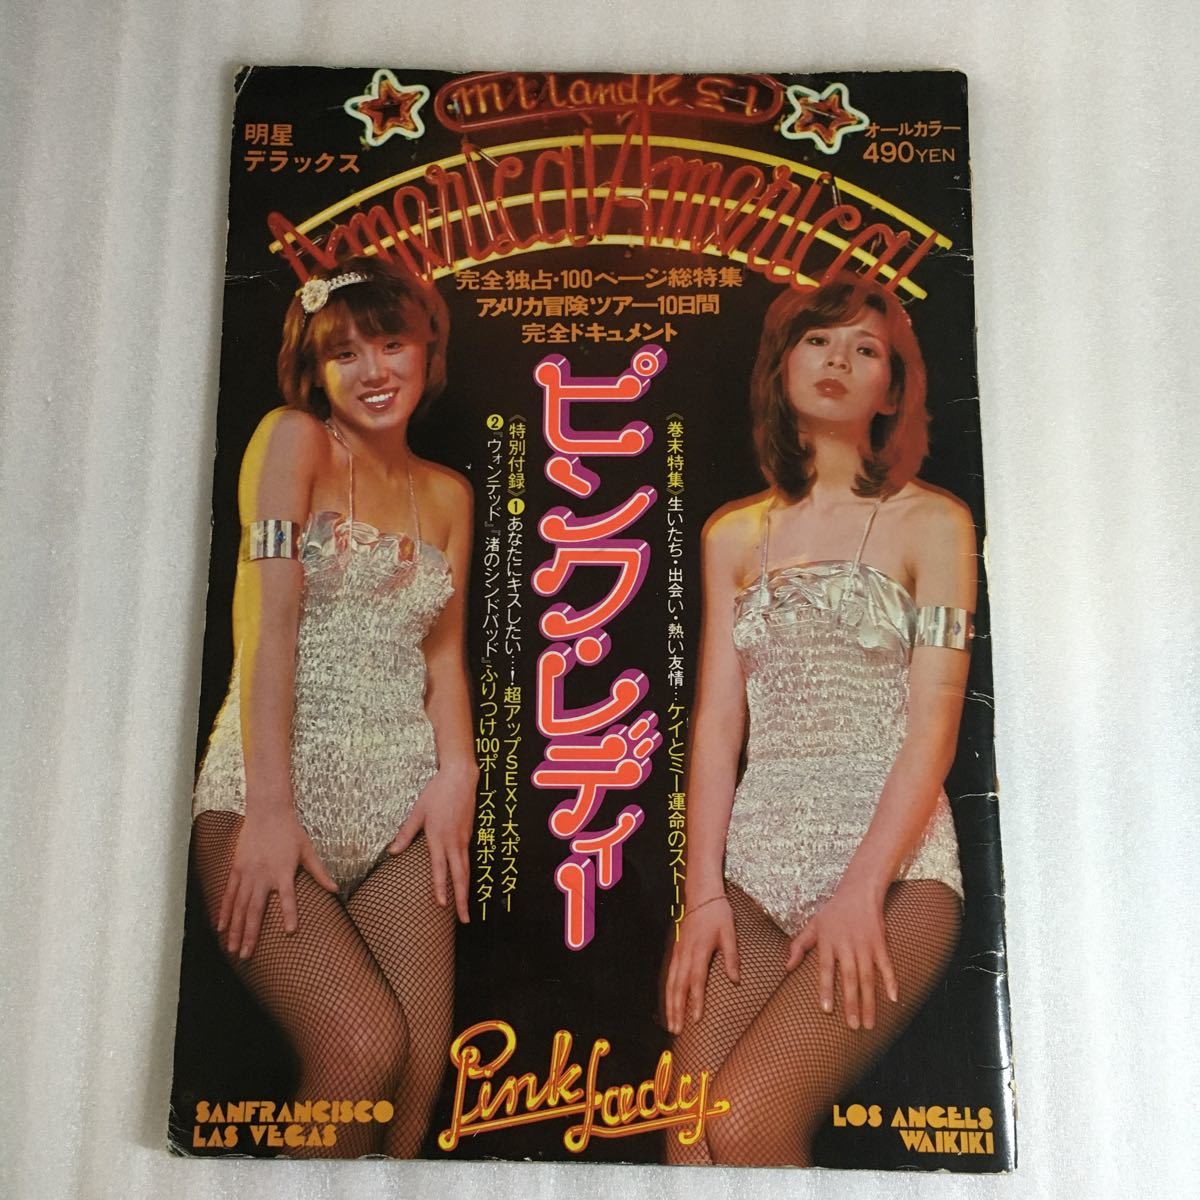 mitandKei
明星
デラックス
オールカラー
490YEN
America!America!
完全独占・100ページ総特集
アメリカ冒険ツアー10日間
完全ドキュメント
ピンク・レディー
《巻末特集》生いたち・出会い・熱い友情…ケイとミー運命のストーリー
《特別付録》❶あなたにキスしたい…！超アップSEXY大ポスター
❷『ウォンテッド』『渚のシンドバッド』ふりつけ100ポーズ分解ポスター
Pink Lady
SANFRANCISCO
LAS VEGAS
LOS ANGELS
WAIKIKI